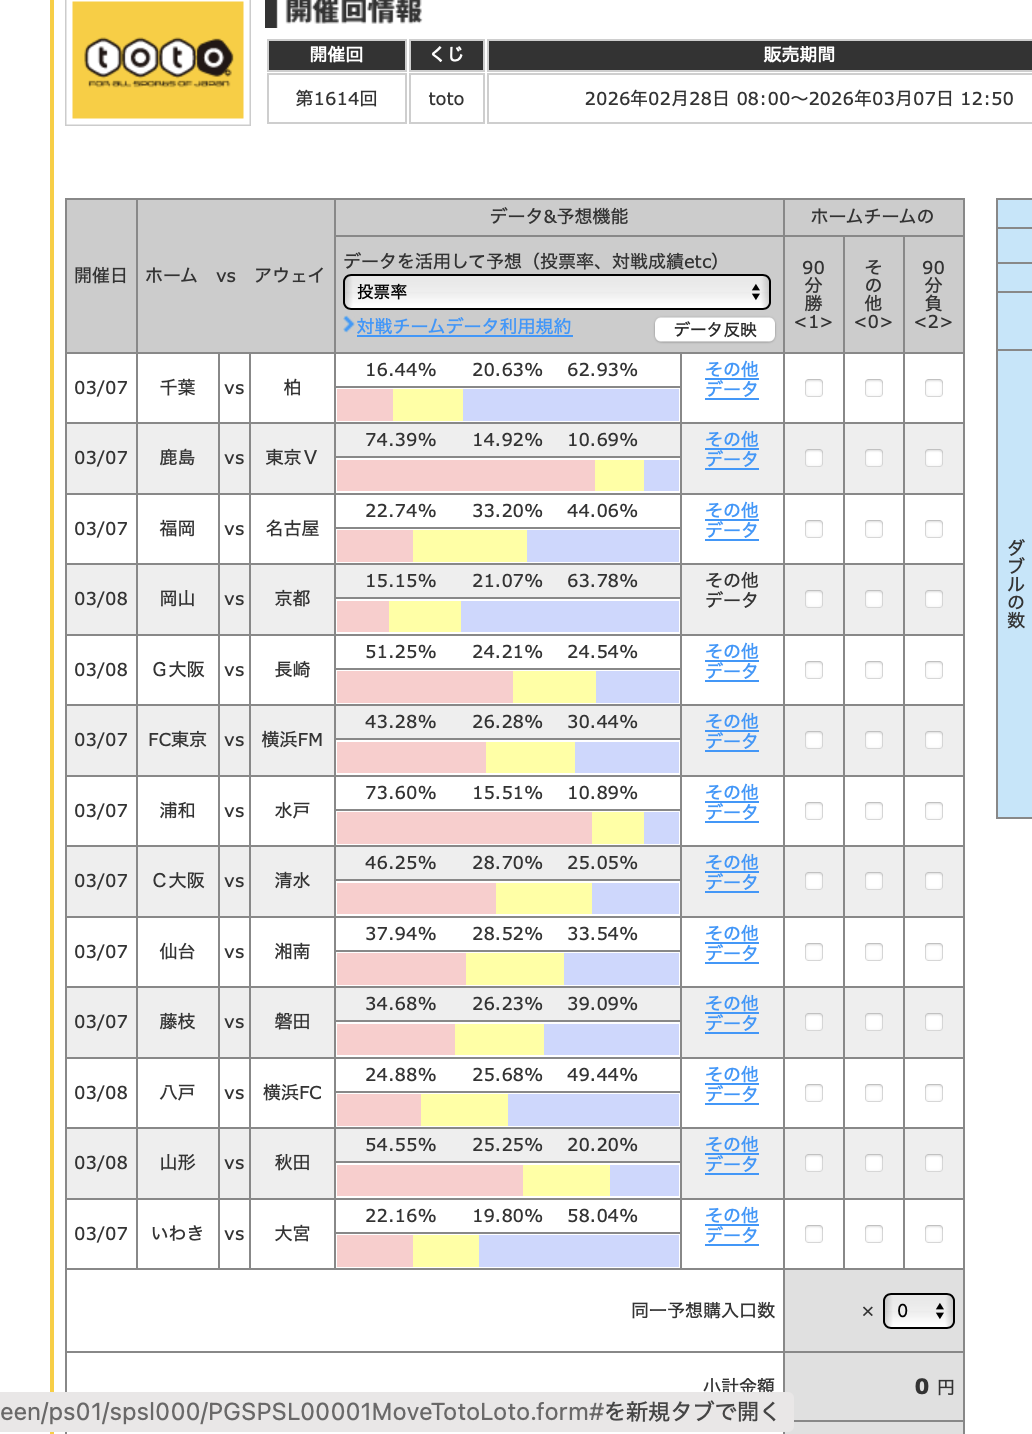 開催回情報
toto
FOR ALL SPORTS OF JAPAN
開催回 くじ 販売期間
第1614回 toto 2026年02月28日 08:00～2026年03月07日 12:50
開催日 ホーム vs アウェイ データ&予想機能 ホームチームの
データを活用して予想（投票率、対戦成績etc）
投票率
対戦チームデータ利用規約 データ反映
90分勝<1> その他<0> 90分負<2>
03/07 千葉 vs 柏 16.44% 20.63% 62.93% その他データ
03/07 鹿島 vs 東京Ｖ 74.39% 14.92% 10.69% その他データ
03/07 福岡 vs 名古屋 22.74% 33.20% 44.06% その他データ
03/08 岡山 vs 京都 15.15% 21.07% 63.78% その他データ
03/08 Ｇ大阪 vs 長崎 51.25% 24.21% 24.54% その他データ
03/07 FC東京 vs 横浜FM 43.28% 26.28% 30.44% その他データ
03/07 浦和 vs 水戸 73.60% 15.51% 10.89% その他データ
03/07 Ｃ大阪 vs 清水 46.25% 28.70% 25.05% その他データ
03/07 仙台 vs 湘南 37.94% 28.52% 33.54% その他データ
03/07 藤枝 vs 磐田 34.68% 26.23% 39.09% その他データ
03/08 八戸 vs 横浜FC 24.88% 25.68% 49.44% その他データ
03/08 山形 vs 秋田 54.55% 25.25% 20.20% その他データ
03/07 いわき vs 大宮 22.16% 19.80% 58.04% その他データ
ダブルの数
同一予想購入口数 × 0
小計金額 0 円
een/ps01/spsl000/PGSPSL00001MoveTotoLoto.form#を新規タブで開く